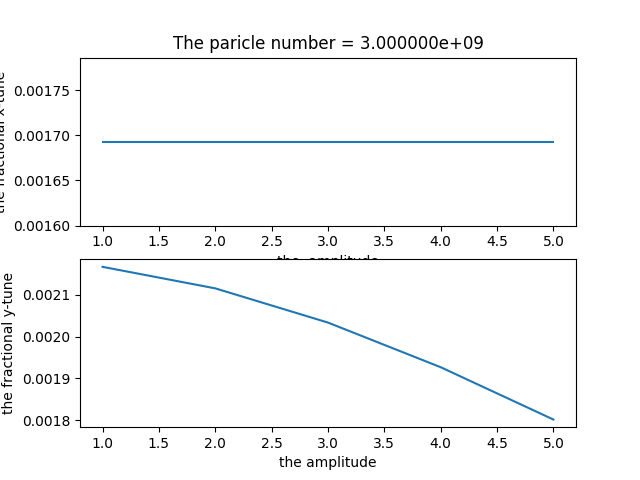 The paricle number = 3.000000e+09
the fractional x-tune
0.00175
0.00170
0.00165
0.00160
1.0 1.5 2.0 2.5 3.0 3.5 4.0 4.5 5.0
the amplitude
the fractional y-tune
0.0021
0.0020
0.0019
0.0018
1.0 1.5 2.0 2.5 3.0 3.5 4.0 4.5 5.0
the amplitude